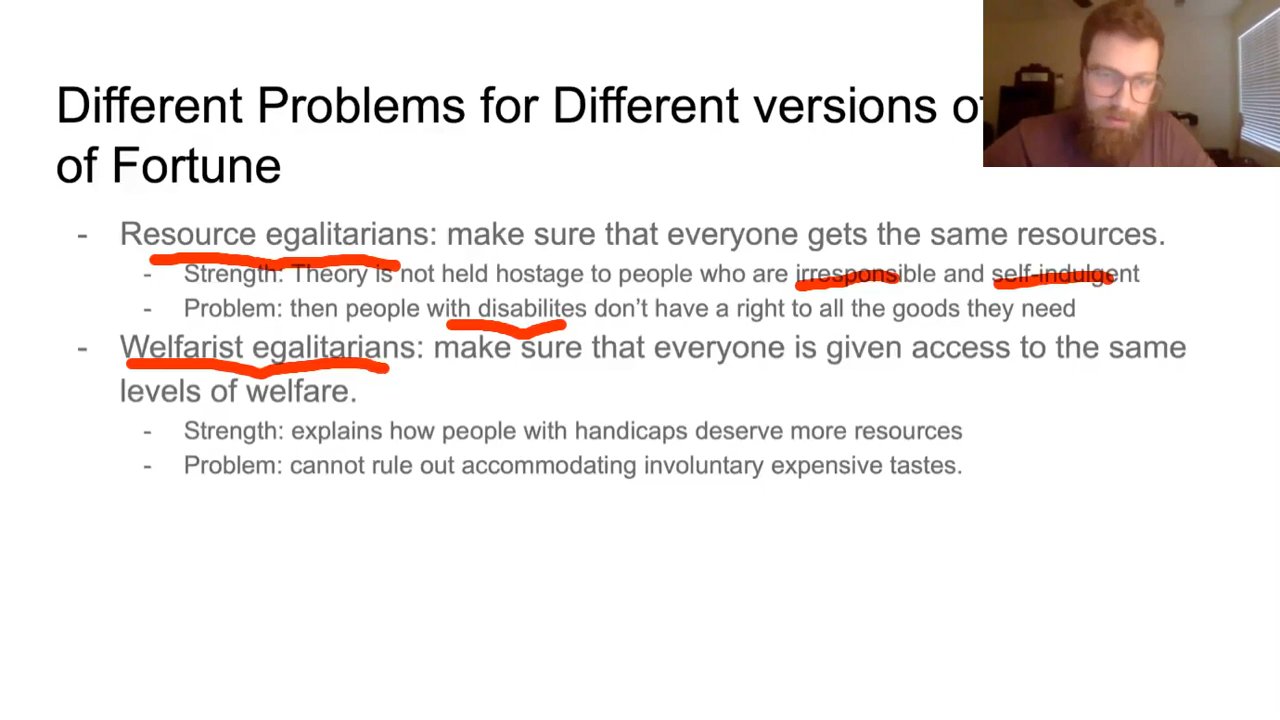 Different Problems for Different versions of
of Fortune
- Resource egalitarians: make sure that everyone gets the same resources.
- Strength: Theory is not held hostage to people who are irresponsible and self-indulgent
- Problem: then people with disabilites don’t have a right to all the goods they need
- Welfarist egalitarians: make sure that everyone is given access to the same
levels of welfare.
- Strength: explains how people with handicaps deserve more resources
- Problem: cannot rule out accommodating involuntary expensive tastes.